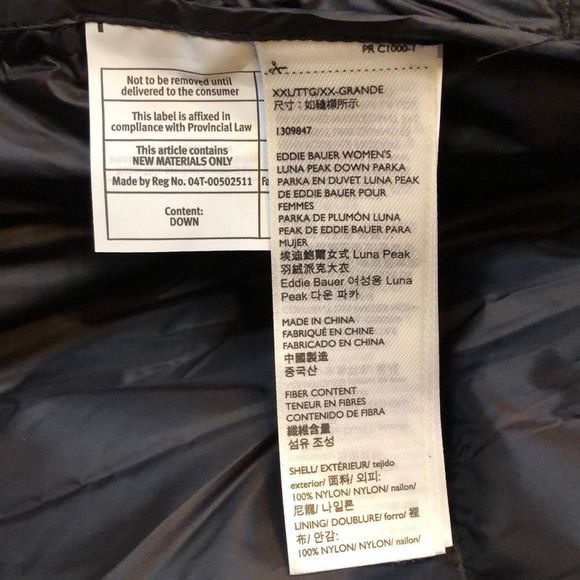 Not to be removed until
delivered to the consumer
This label is affixed in
compliance with Provincial Law
This article contains
NEW MATERIALS ONLY
Made by Reg No. 04T-00502511
Content:
DOWN
PR C1000-1
XXL/TTG/XX-GRANDE
尺寸: 如縫標所示
1309847
EDDIE BAUER WOMEN'S
LUNA PEAK DOWN PARKA
PARKA EN DUVET LUNA PEAK
DE EDDIE BAUER POUR
FEMMES
PARKA DE PLUMÓN LUNA
PEAK DE EDDIE BAUER PARA
MUJER
埃迪鮑爾女式 Luna Peak
羽絨派克大衣
Eddie Bauer 여성용 Luna
Peak 다운 파카
MADE IN CHINA
FABRIQUÉ EN CHINE
FABRICADO EN CHINA
中國製造
중국산
FIBER CONTENT
TENEUR EN FIBRES
CONTENIDO DE FIBRA
纖維含量
섬유 조성
SHELL/ EXTÉRIEUR/ tejido
exterior/ 面料/ 외피:
100% NYLON/ NYLON/ nailon/
尼龍/ 나일론
LINING/ DOUBLURE/ forro/ 裡
布/ 안감:
100% NYLON/ NYLON/ nailon/